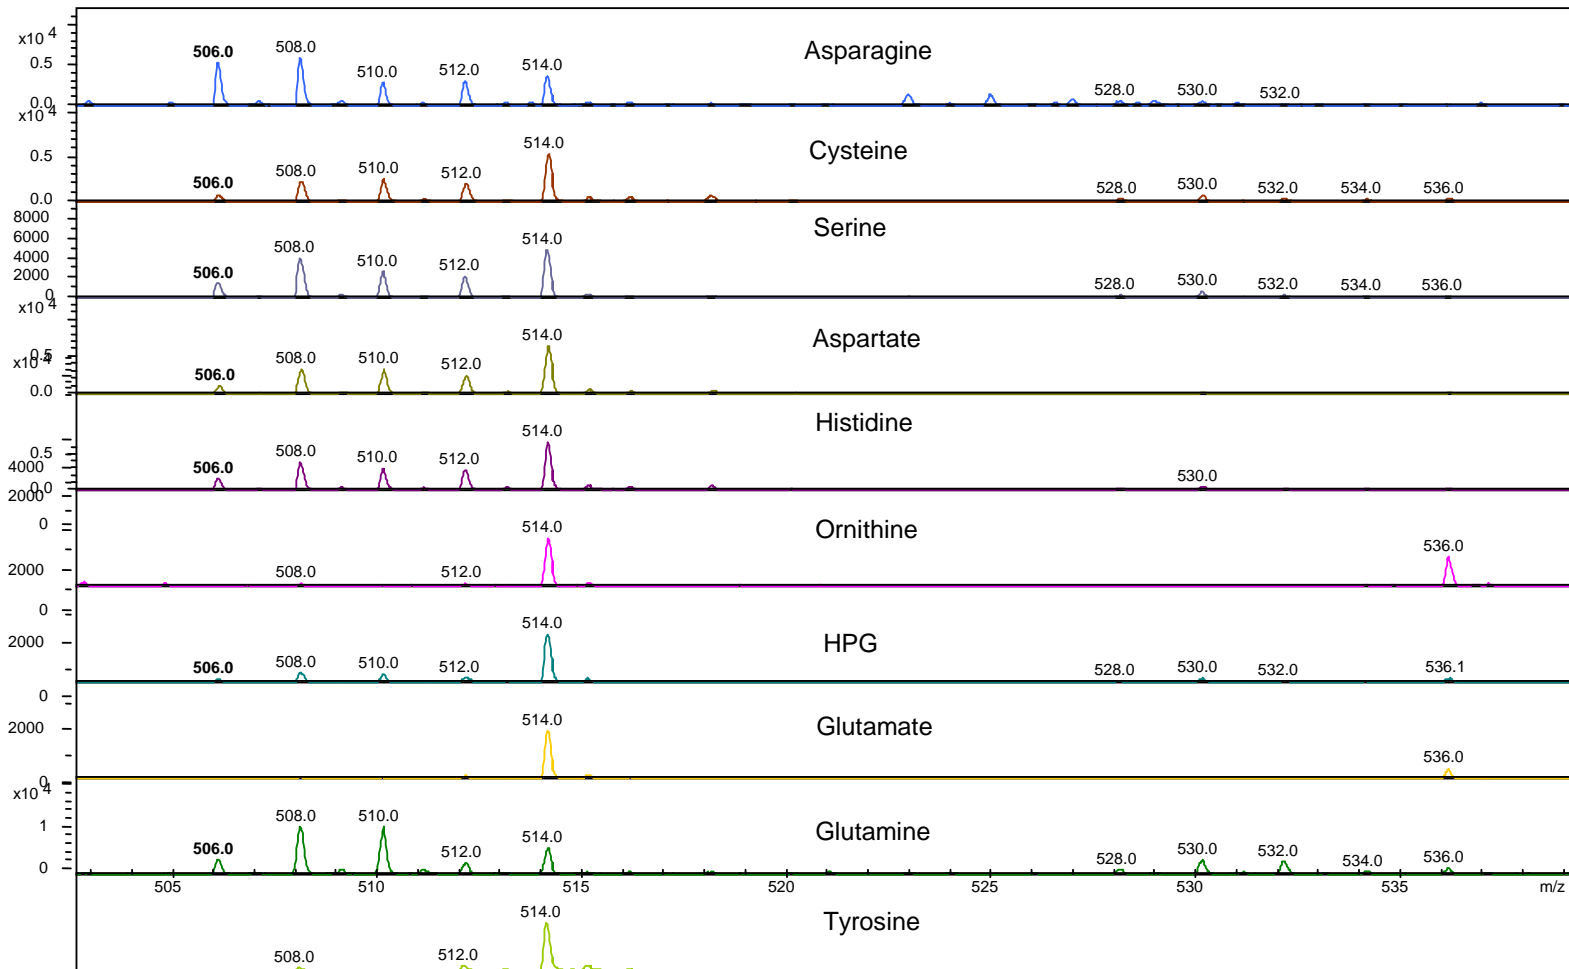 x10 4
506.0 508.0 510.0 512.0 514.0 Asparagine 528.0 530.0 532.0
0.5
0.0
x10 4
506.0 508.0 510.0 512.0 514.0 Cysteine 528.0 530.0 532.0 534.0 536.0
0.5
0.0
8000
6000
4000
2000
0
506.0 508.0 510.0 512.0 514.0 Serine 528.0 530.0 532.0 534.0 536.0
x10 4
506.0 508.0 510.0 512.0 514.0 Aspartate
0.5
x10 4
0.0
506.0 508.0 510.0 512.0 514.0 Histidine 530.0
0.5
4000
0.0
2000
0
508.0 512.0 514.0 Ornithine 536.0
2000
0
506.0 508.0 510.0 512.0 514.0 HPG 528.0 530.0 532.0 536.1
2000
0
514.0 Glutamate 536.0
2000
0
x10 4
506.0 508.0 510.0 512.0 514.0 Glutamine 528.0 530.0 532.0 534.0 536.0
1
0
505 510 515 520 525 530 535 m/z
508.0 512.0 514.0 Tyrosine